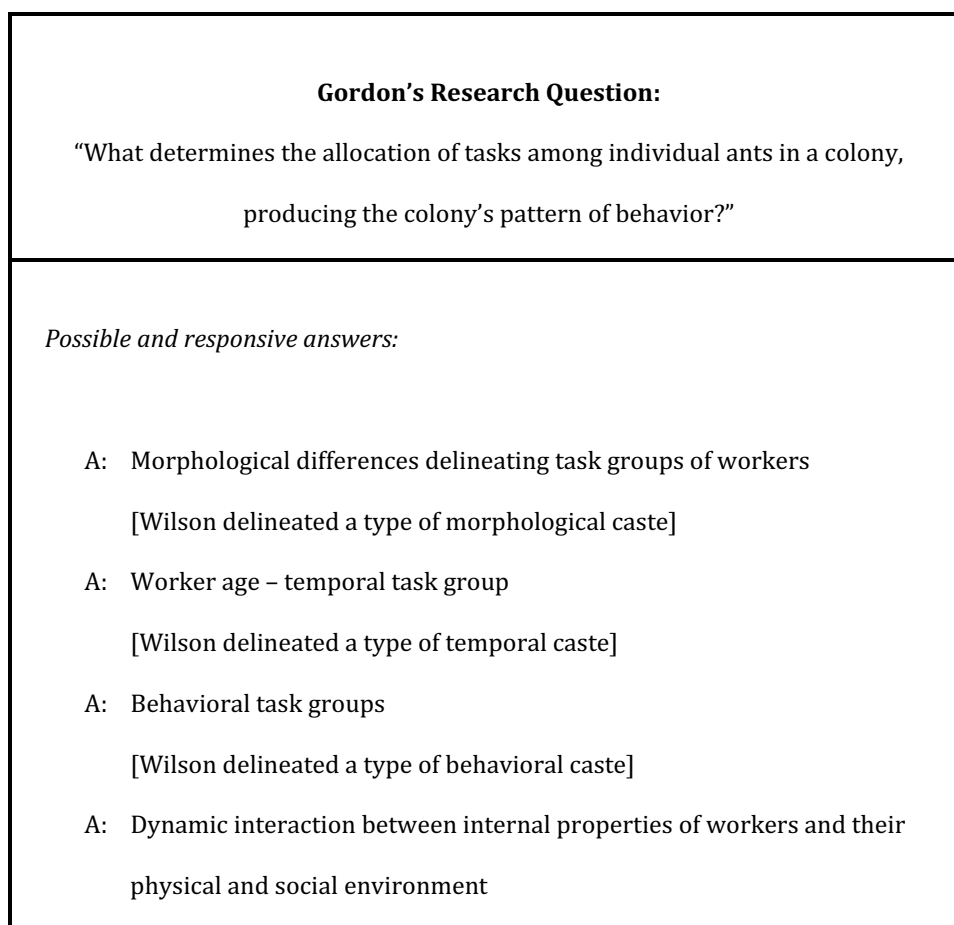 Gordon’s Research Question:
“What determines the allocation of tasks among individual ants in a colony,
producing the colony’s pattern of behavior?”
Possible and responsive answers:
A: Morphological differences delineating task groups of workers
[Wilson delineated a type of morphological caste]
A: Worker age – temporal task group
[Wilson delineated a type of temporal caste]
A: Behavioral task groups
[Wilson delineated a type of behavioral caste]
A: Dynamic interaction between internal properties of workers and their
physical and social environment